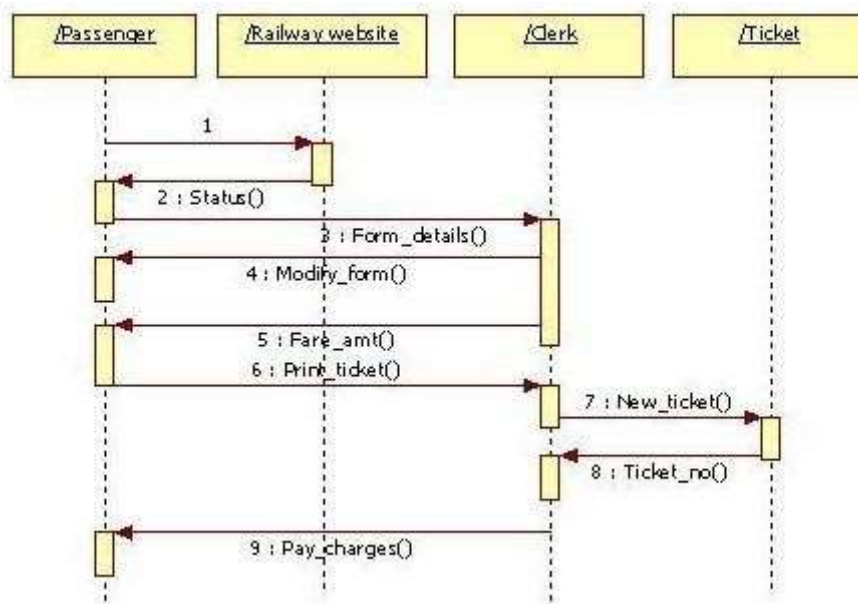 /Passenger
/Railway website
/Clerk
/Ticket
1
2 : Status()
3 : Form_details()
4 : Modify_form()
5 : Fare_amt()
6 : Print_ticket()
7 : New_ticket()
8 : Ticket_no()
9 : Pay_charges()